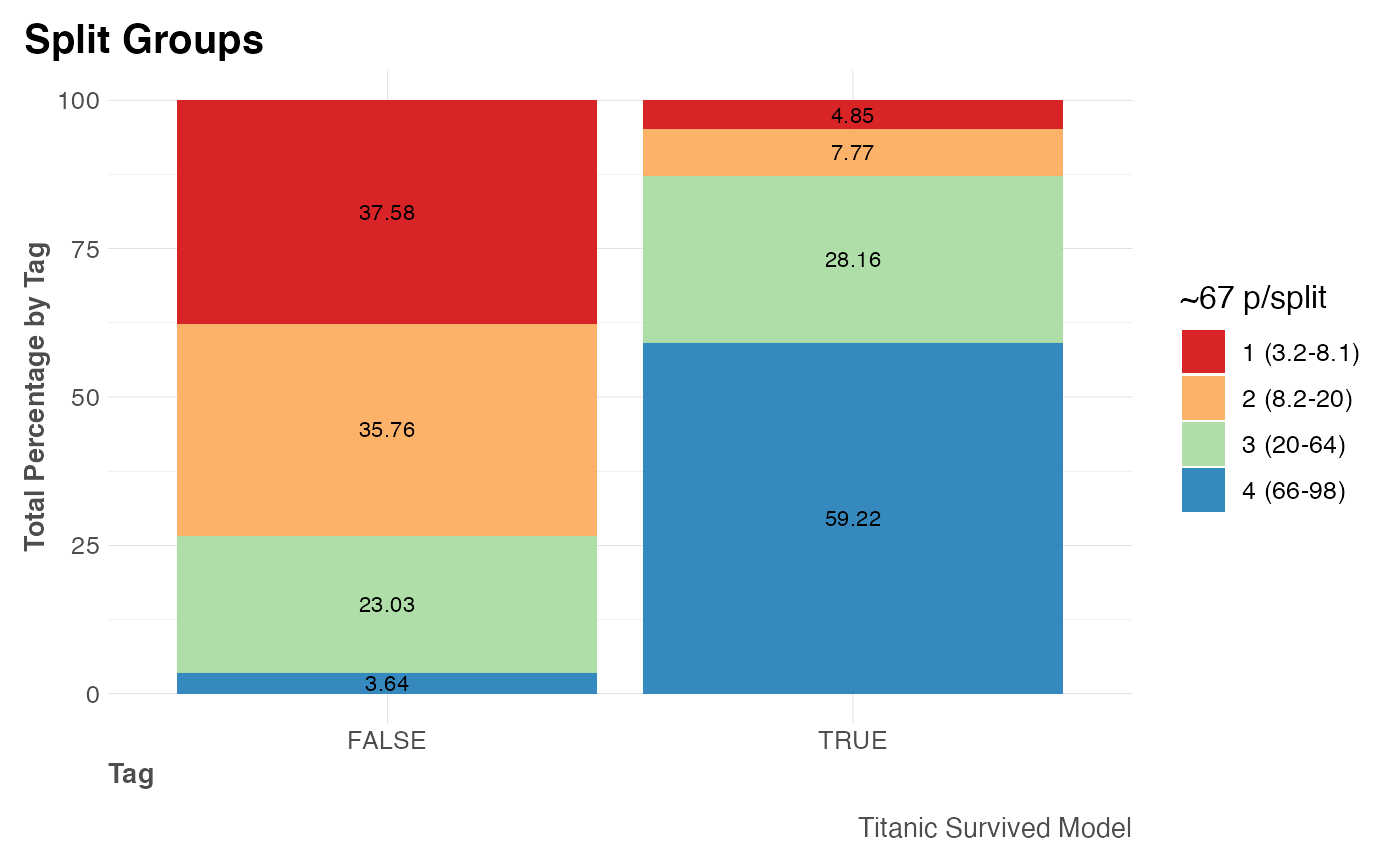 Split Groups
Total Percentage by Tag
100
75
50
25
0
37.58
35.76
23.03
3.64
4.85
7.77
28.16
59.22
FALSE
TRUE
Tag
~67 p/split
1 (3.2-8.1)
2 (8.2-20)
3 (20-64)
4 (66-98)
Titanic Survived Model